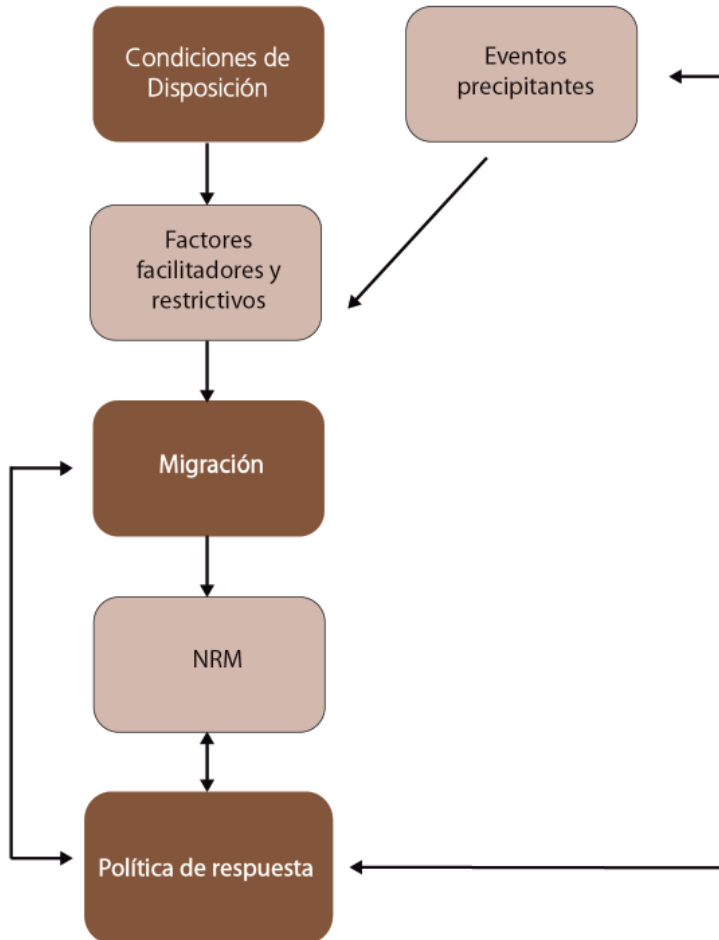 Condiciones de
Disposición
Eventos
precipitantes
Factores
facilitadores y
restrictivos
Migración
NRM
Política de respuesta